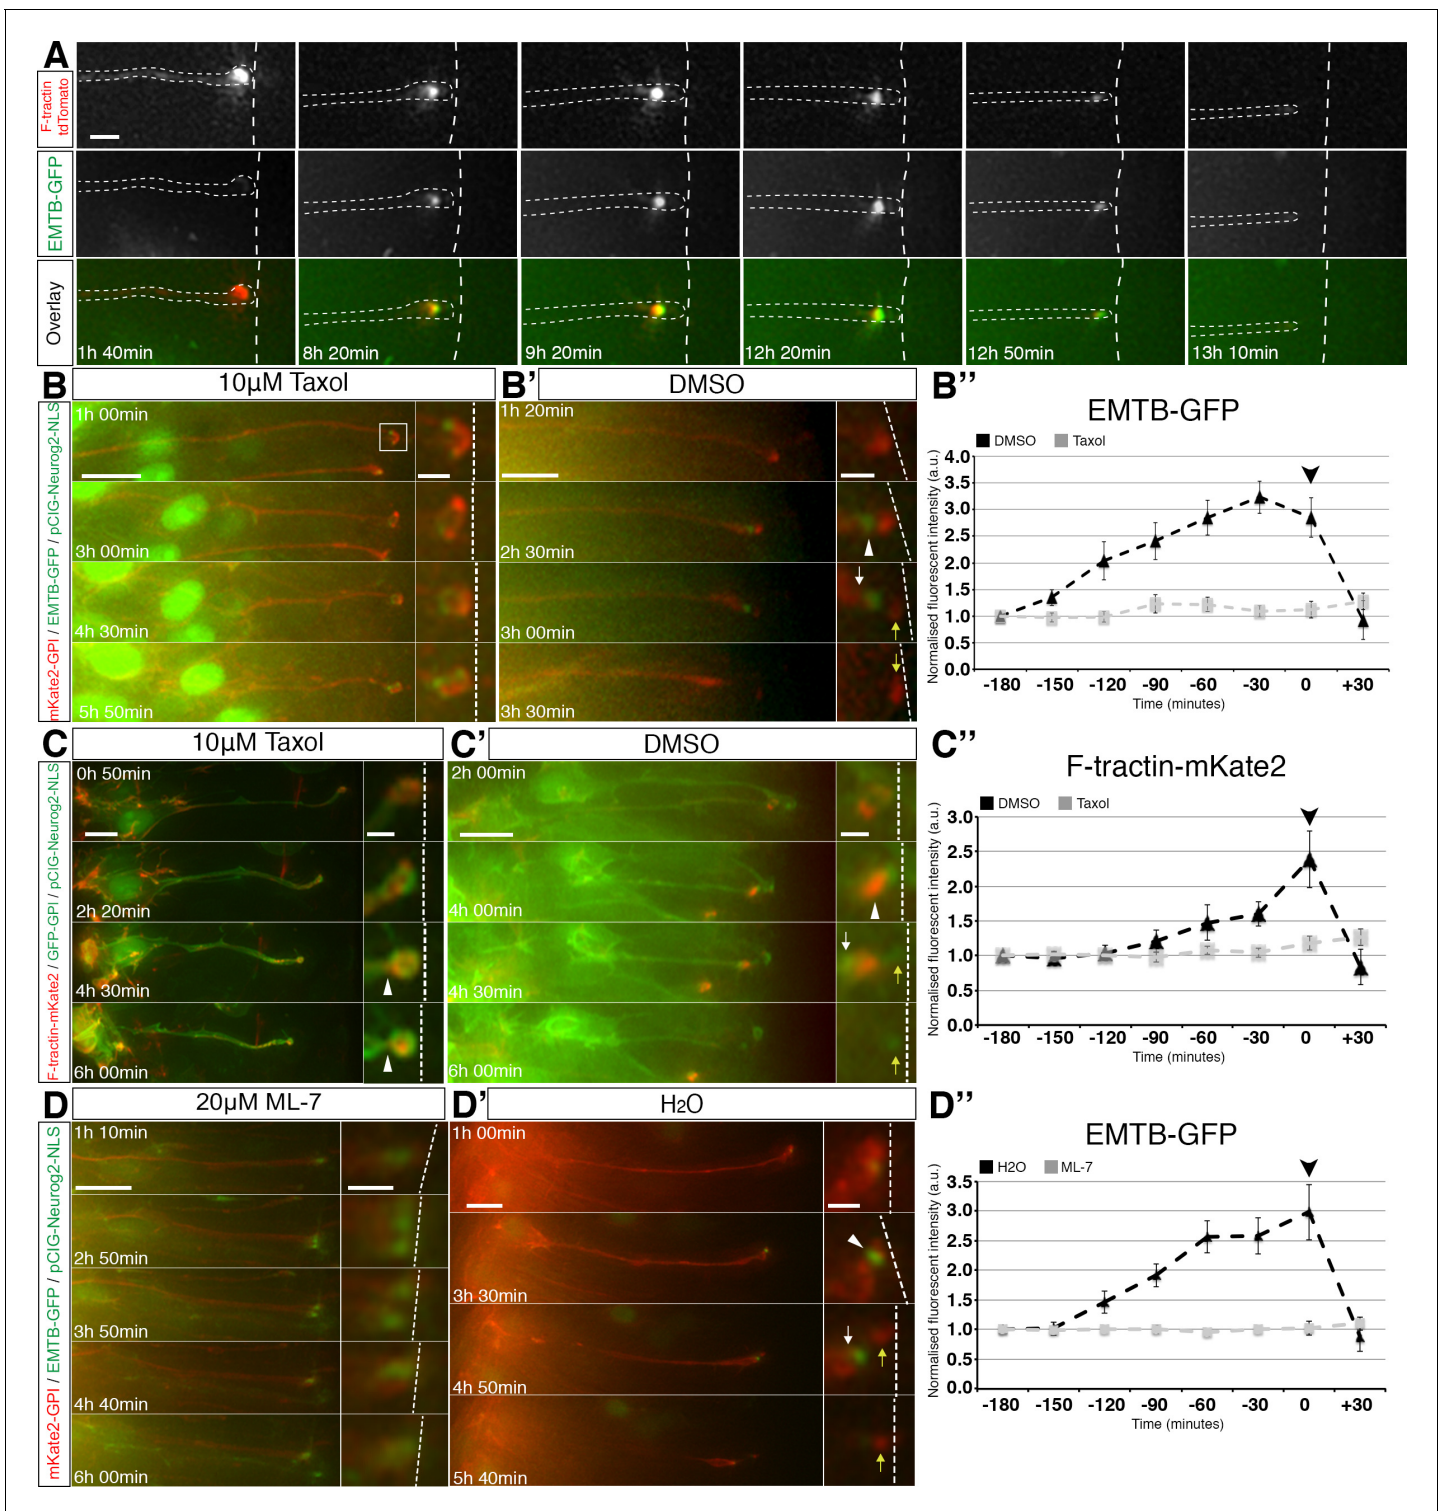 A
F-tractin
tdTomato
EMTB-GFP
Overlay
1h 40min
8h 20min
9h 20min
12h 20min
12h 50min
13h 10min
B
10µM Taxol
mKate2-GPI / EMTB-GFP / pCIG-Neurog2-NLS
1h 00min
3h 00min
4h 30min
5h 50min
B’
DMSO
1h 20min
2h 30min
3h 00min
3h 30min
B’’
EMTB-GFP
DMSO
Taxol
Normalised fluorescent intensity (a.u.)
4.0
3.5
3.0
2.5
2.0
1.5
1.0
0.5
0.0
-180 -150 -120 -90 -60 -30 0 +30
Time (minutes)
C
10µM Taxol
F-tractin-mKate2 / GFP-GPI / pCIG-Neurog2-NLS
0h 50min
2h 20min
4h 30min
6h 00min
C’
DMSO
2h 00min
4h 00min
4h 30min
6h 00min
C’’
F-tractin-mKate2
DMSO
Taxol
Normalised fluorescent intensity (a.u.)
3.0
2.5
2.0
1.5
1.0
0.5
0.0
-180 -150 -120 -90 -60 -30 0 +30
Time (minutes)
D
20µM ML-7
mKate2-GPI / EMTB-GFP / pCIG-Neurog2-NLS
1h 10min
2h 50min
3h 50min
4h 40min
6h 00min
D’
H2O
1h 00min
3h 30min
4h 50min
5h 40min
D’’
EMTB-GFP
H2O
ML-7
Normalised fluorescent intensity (a.u.)
3.5
3.0
2.5
2.0
1.5
1.0
0.5
0.0
-180 -150 -120 -90 -60 -30 0 +30
Time (minutes)